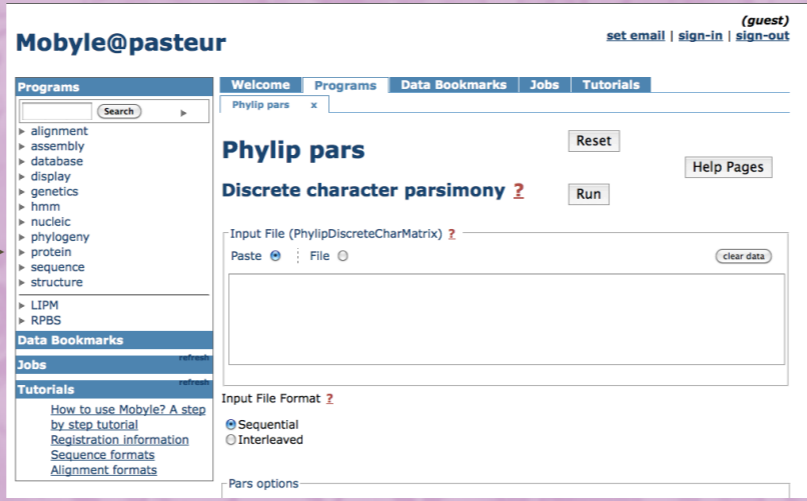 (guest)
Mobyle@pasteur
set email | sign-in | sign-out
Programs
Search
alignment
assembly
database
display
genetics
hmm
nucleic
phylogeny
protein
sequence
structure
LIPM
RPBS
Data Bookmarks
Jobs
refresh
Tutorials
refresh
How to use Mobyle? A step
by step tutorial
Registration information
Sequence formats
Alignment formats
Welcome Programs Data Bookmarks Jobs Tutorials
Phylip pars x
Phylip pars
Reset
Help Pages
Discrete character parsimony ?
Run
Input File (PhylipDiscreteCharMatrix) ?
Paste File
clear data
Input File Format ?
Sequential
Interleaved
Pars options